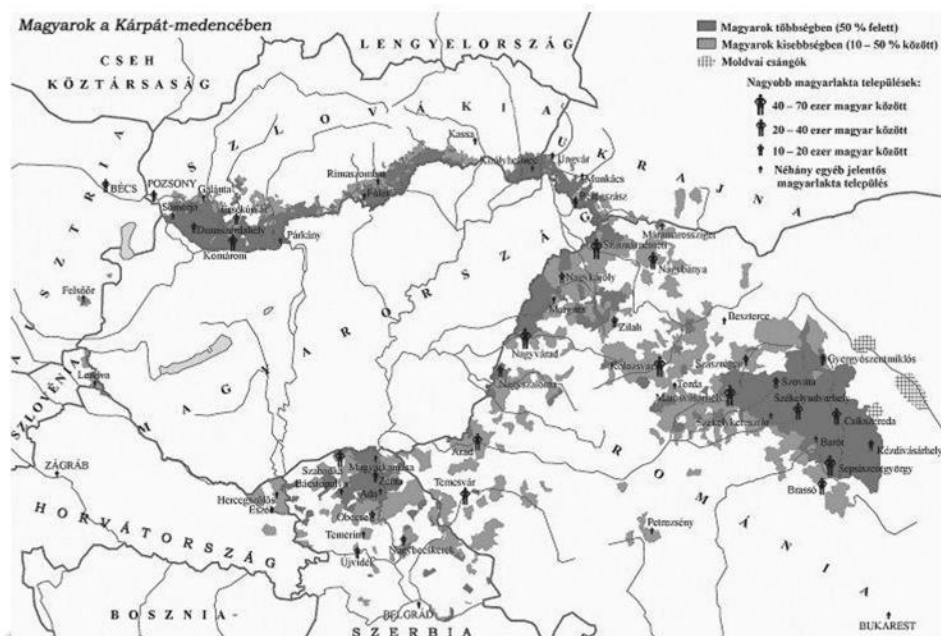 Magyarok a Kárpát-medencében
Magyarok többségben (50 % felett)
Magyarok kisebbségben (10 – 50 % között)
Moldvai csángók
Nagyobb magyarlakta települések:
40 – 70 ezer magyar között
20 – 40 ezer magyar között
10 – 20 ezer magyar között
Néhány egyéb jelentős
magyarlakta település
CSEH
KÖZTÁRSASÁG
LENGYELORSZÁG
SZLOVÁKIA
UKRAJNA
AUSZTRIA
SZLOVÉNIA
MAGYARORSZÁG
HORVÁTORSZÁG
BOSZNIA-
SZERBIA
ROMÁNIA
BÉCS
POZSONY
Galánta
Somorja
Dunaszerdahely
Komárom
Párkány
Rimaszombat
Kassa
Királyhelmec
Ungvár
Munkács
Máramarossziget
Szatmárnémeti
Nagybánya
Nagykároly
Margitta
Zilah
Beszterce
Nagyvárad
Nagyszalonta
Kolozsvár
Torda
Szászrégen
Marosvásárhely
Székelykeresztúr
Gyergyószentmiklós
Szováta
Székelyudvarhely
Csíkszereda
Barót
Kézdivásárhely
Sepsiszentgyörgy
Brassó
Petrozsény
Arad
Temesvár
Felsőőr
Lendva
ZÁGRÁB
Szabadka
Magyarkanizsa
Zenta
Ada
Óbecse
Temerin
Újvidék
Nagybecskerek
Hercegszőlős
Eszék
BELGRÁD
BUKAREST